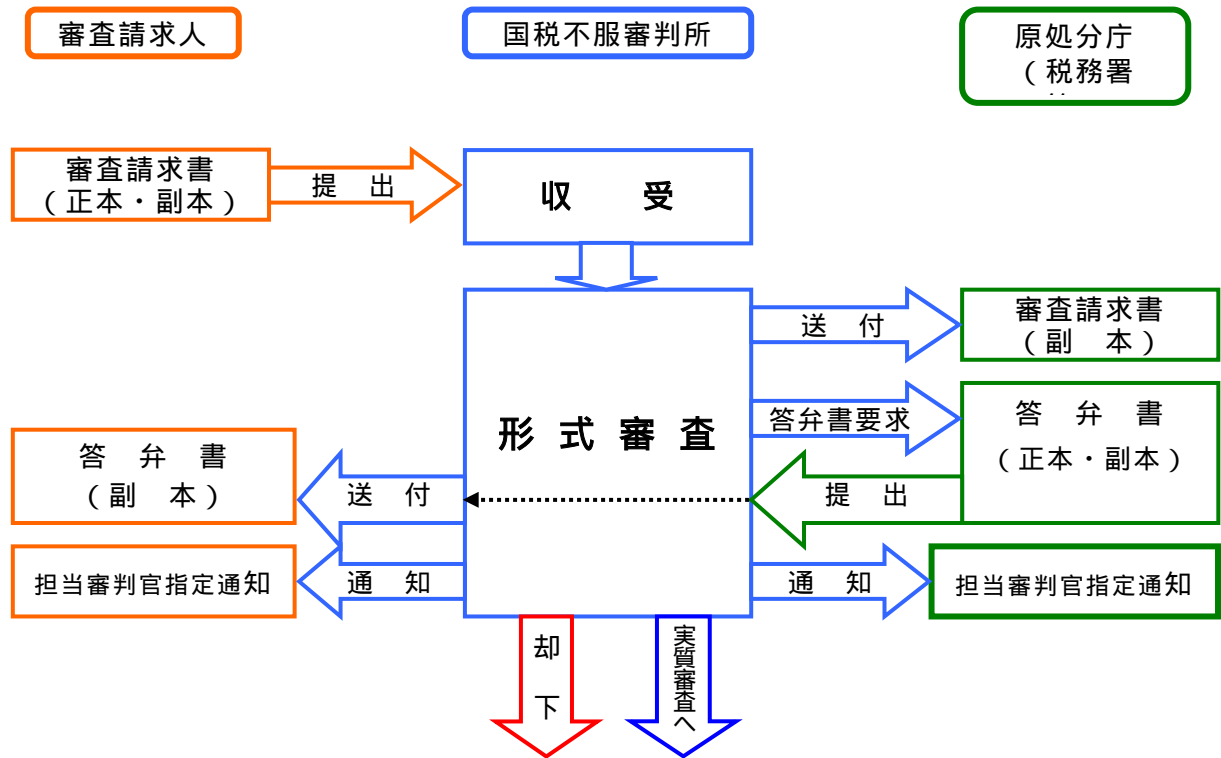 審査請求人
国税不服審判所
原処分庁
（税務署
審査請求書
（正本・副本）
提　出
収　受
形式審査
送　付
審査請求書
（副　本）
答弁書要求
答　弁　書
（正本・副本）
提　出
答　弁　書
（副　本）
送　付
担当審判官指定通知
通　知
通　知
担当審判官指定通知
却下
実質審査へ